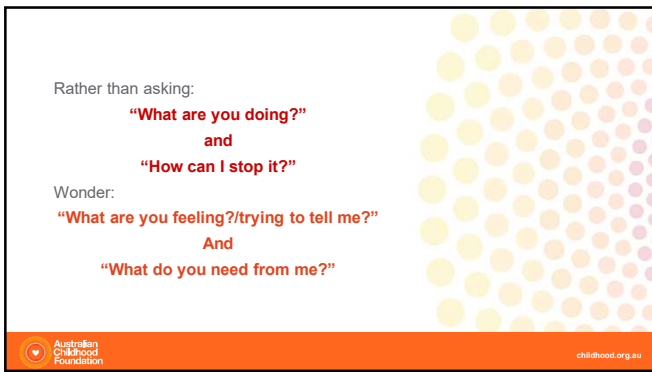 Rather than asking:
“What are you doing?”
and
“How can I stop it?”
Wonder:
“What are you feeling?/trying to tell me?”
And
“What do you need from me?”
Australian
Childhood
Foundation
childhood.org.au